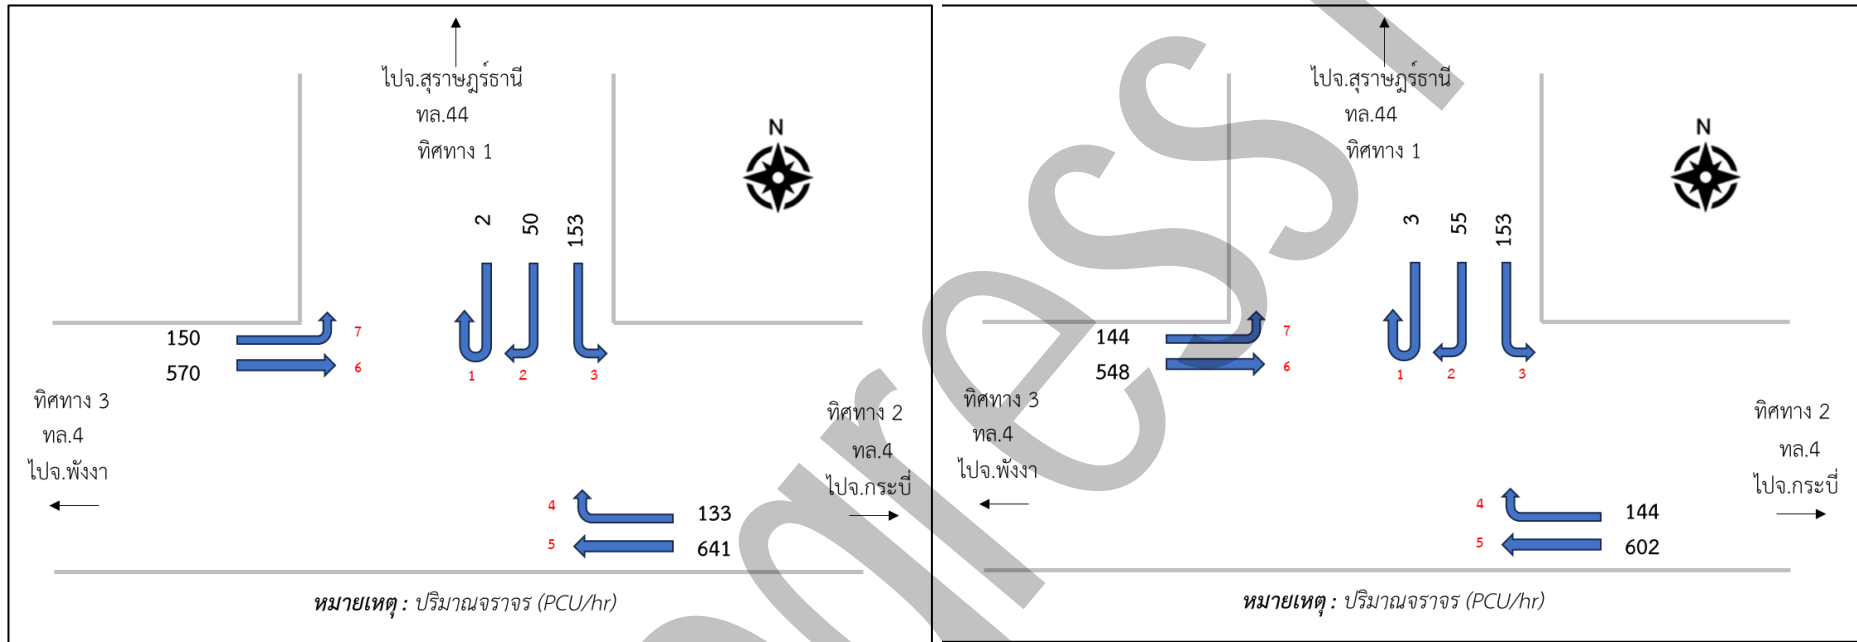 ไปจ.สุราษฎร์ธานี
ทล.44
ทิศทาง 1
N
2 50 153
150
570
7
6
1 2 3
ทิศทาง 3
ทล.4
ไปจ.พังงา
ทิศทาง 2
ทล.4
ไปจ.กระบี่
4
5
133
641
หมายเหตุ : ปริมาณจราจร (PCU/hr)
ไปจ.สุราษฎร์ธานี
ทล.44
ทิศทาง 1
N
3 55 153
144
548
7
6
1 2 3
ทิศทาง 3
ทล.4
ไปจ.พังงา
ทิศทาง 2
ทล.4
ไปจ.กระบี่
4
5
144
602
หมายเหตุ : ปริมาณจราจร (PCU/hr)